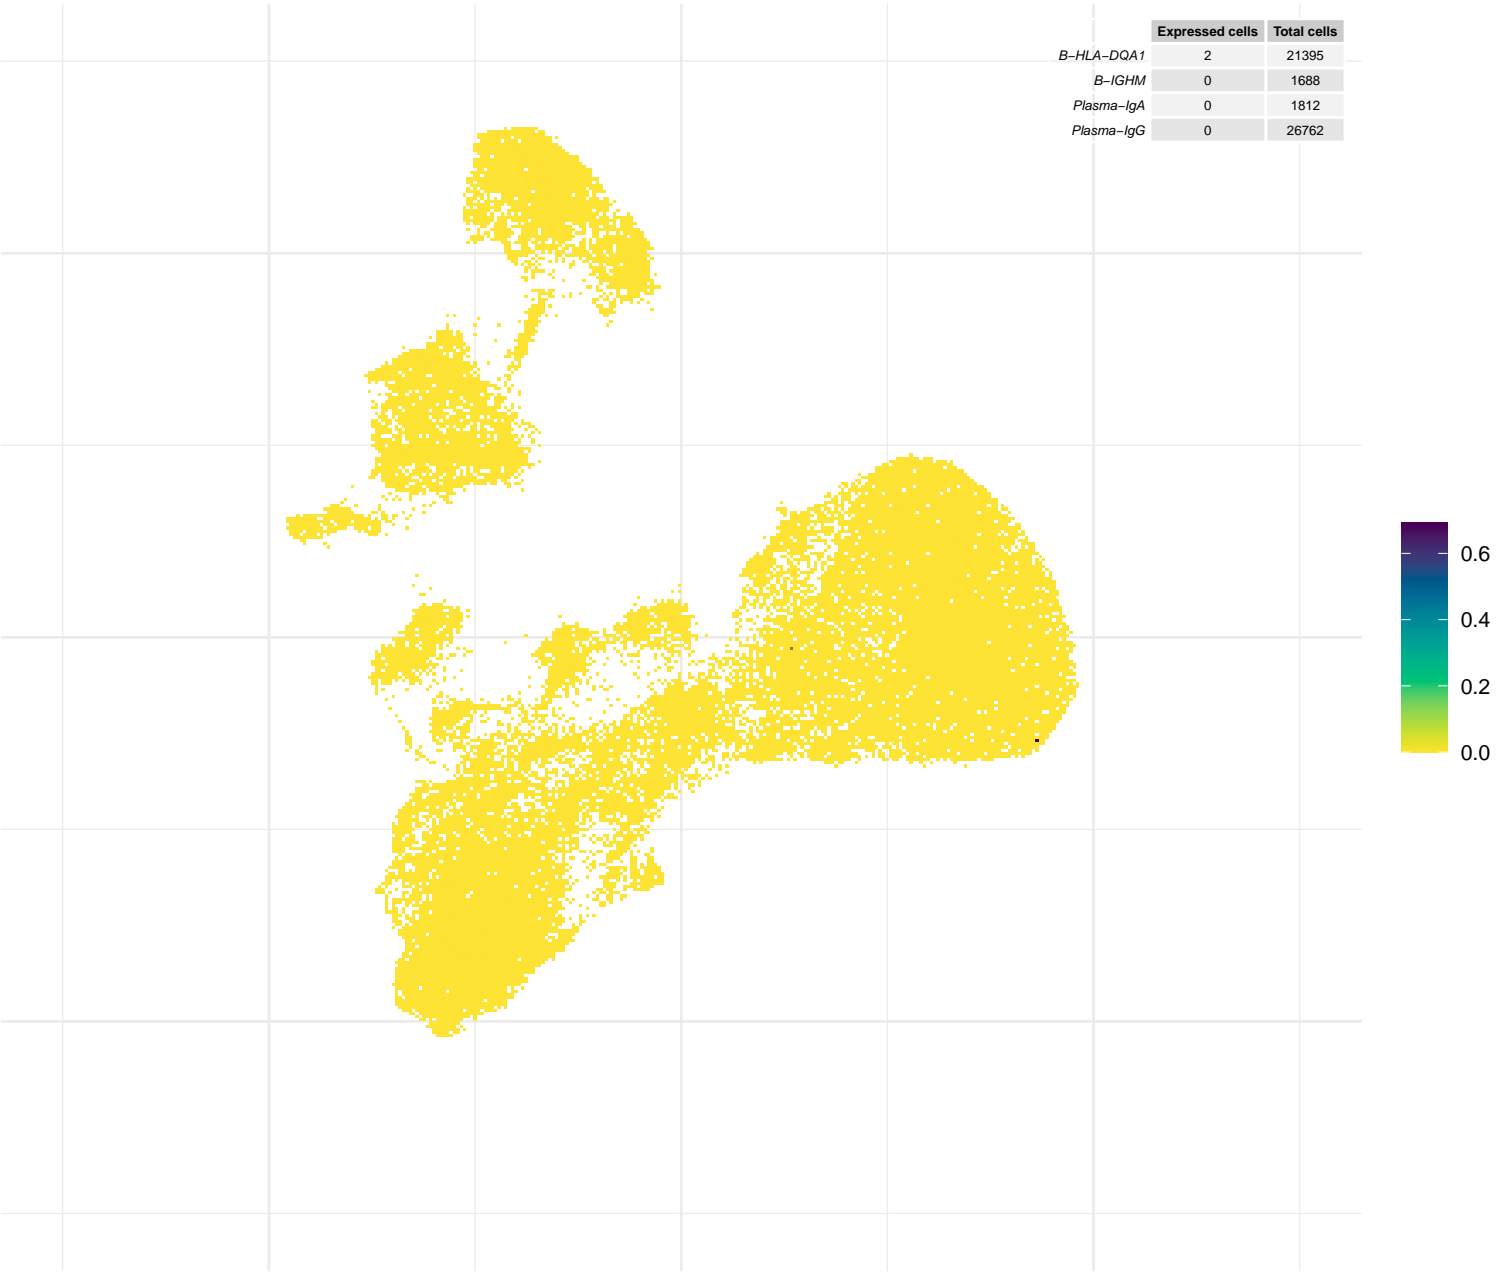 Expressed cells Total cells
B−HLA−DQA1 2 21395
B−IGHM 0 1688
Plasma−IgA 0 1812
Plasma−IgG 0 26762
0.6
0.4
0.2
0.0